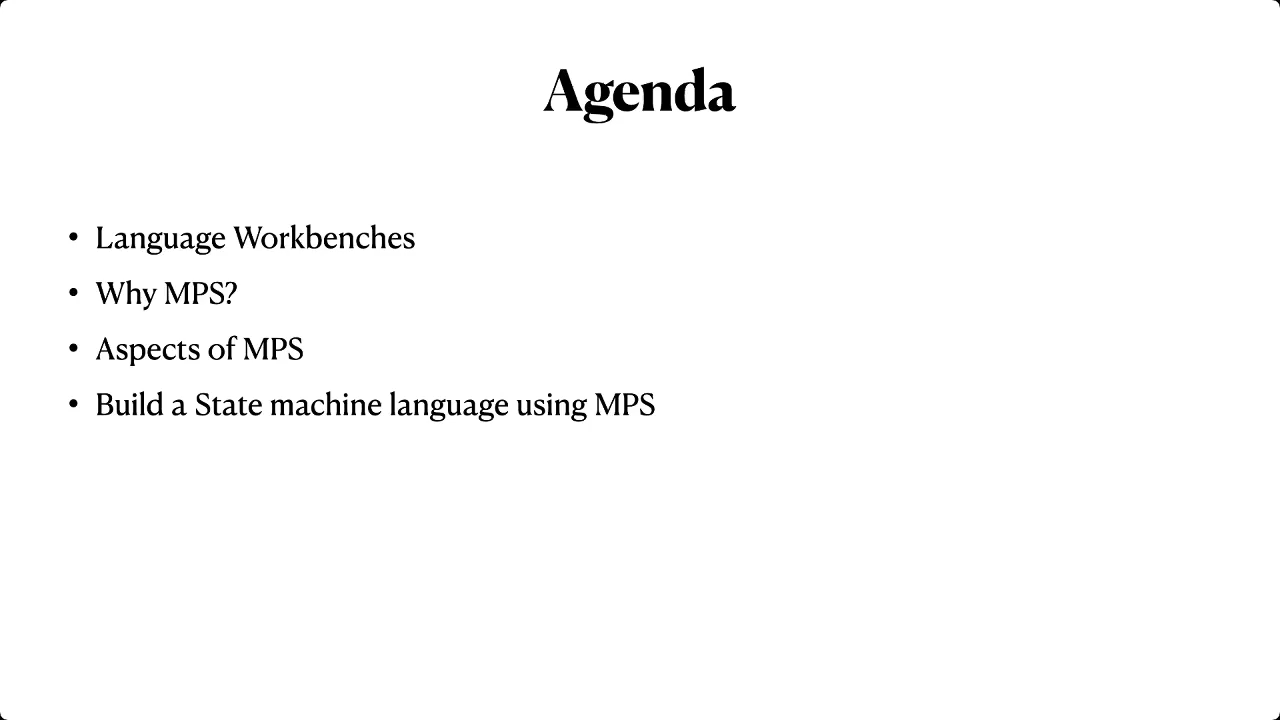 Agenda
• Language Workbenches
• Why MPS?
• Aspects of MPS
• Build a State machine language using MPS